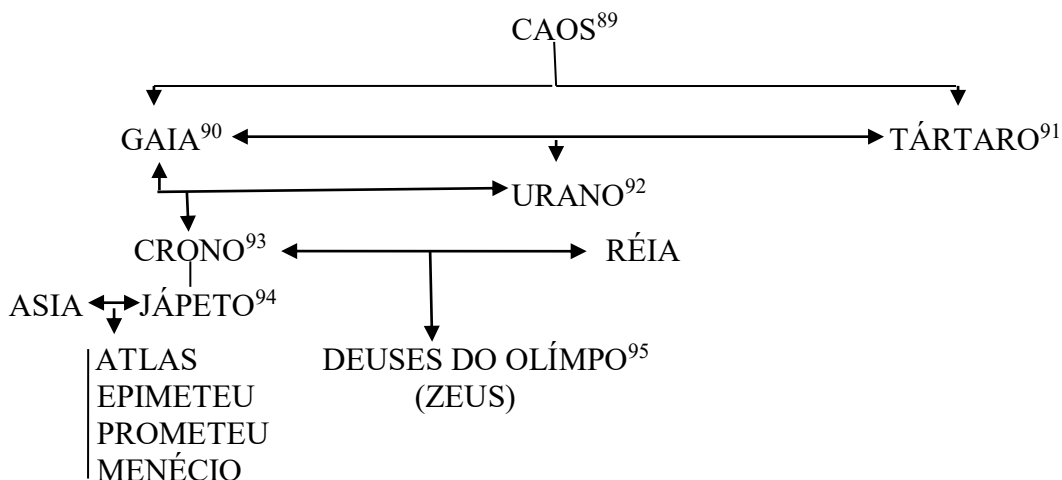 CAOS⁸⁹
GAIA⁹⁰ TÁRTARO⁹¹
URANO⁹²
CRONO⁹³ RÉIA
ASIA JÁPETO⁹⁴
ATLAS DEUSES DO OLÍMPO⁹⁵
EPIMETEU (ZEUS)
PROMETEU
MENÉCIO